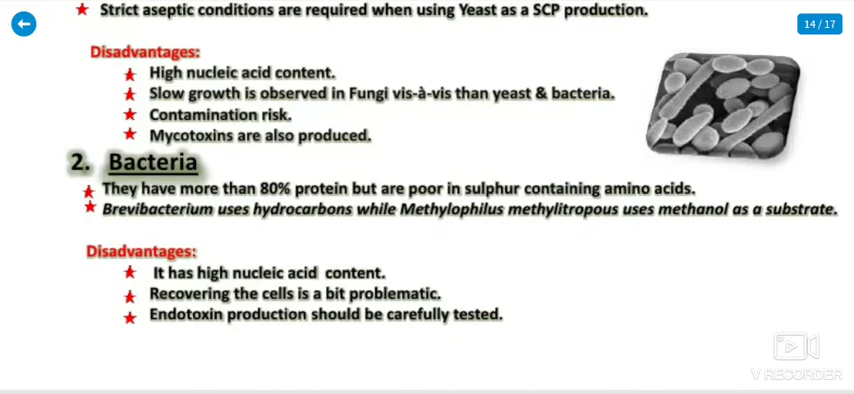 ★ Strict aseptic conditions are required when using Yeast as a SCP production.
14 / 17
Disadvantages:
★ High nucleic acid content.
★ Slow growth is observed in Fungi vis-à-vis than yeast & bacteria.
★ Contamination risk.
★ Mycotoxins are also produced.
2. Bacteria
★ They have more than 80% protein but are poor in sulphur containing amino acids.
★ Brevibacterium uses hydrocarbons while Methylophilus methylitropous uses methanol as a substrate.
Disadvantages:
★ It has high nucleic acid content.
★ Recovering the cells is a bit problematic.
★ Endotoxin production should be carefully tested.
V RECORDER